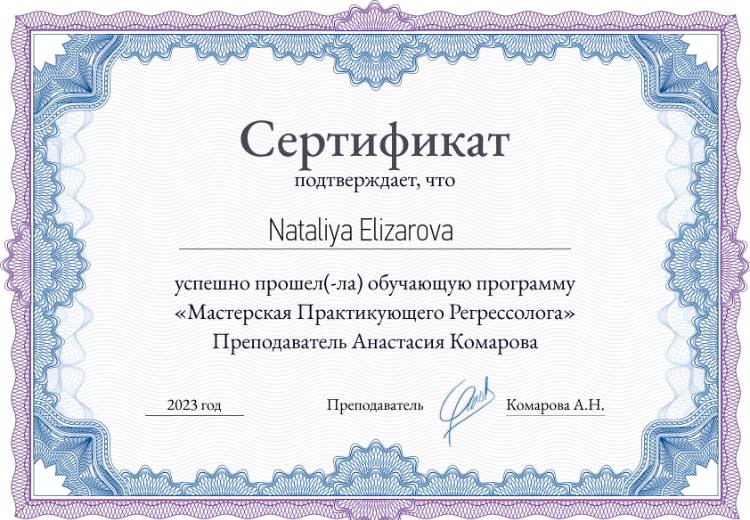 Сертификат
подтверждает, что
Nataliya Elizarova
успешно прошел(-ла) обучающую программу
«Мастерская Практикующего Регрессолога»
Преподаватель Анастасия Комарова
2023 год Преподаватель Комарова А.Н.